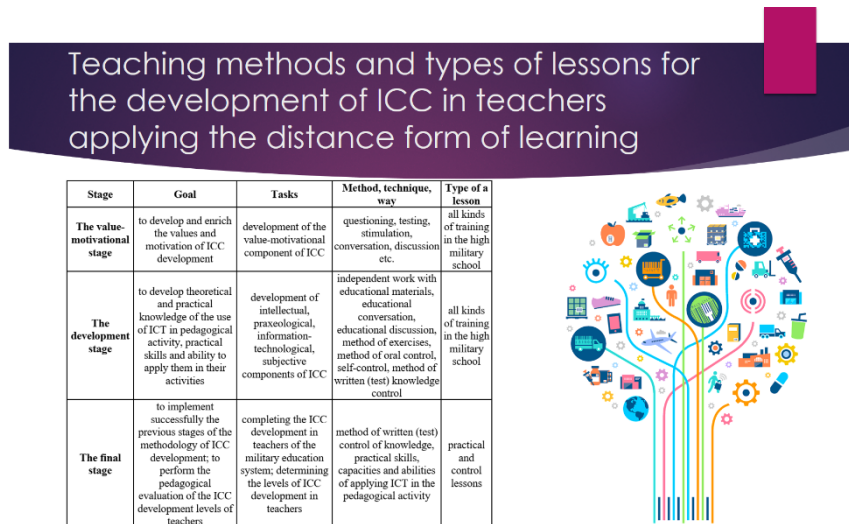 Teaching methods and types of lessons for
the development of ICC in teachers
applying the distance form of learning
Stage
Goal
Tasks
Method, technique,
way
Type of a
lesson
The value-
motivational
stage
to develop and enrich
the values and
motivation of ICC
development
development of the
value-motivational
component of ICC
questioning, testing,
stimulation,
conversation, discussion
etc.
all kinds
of training
in the high
military
school
The
development
stage
to develop theoretical
and practical
knowledge of the use
of ICT in pedagogical
activity, practical
skills and ability to
apply them in their
activities
development of
intellectual,
praxeological,
information-
technological,
subjective
components of ICC
independent work with
educational materials,
educational
conversation,
educational discussion,
method of exercises,
method of oral control,
self-control, method of
written (test) knowledge
control
all kinds
of training
in the high
military
school
The final
stage
to implement
successfully the
previous stages of the
methodology of ICC
development; to
perform the
pedagogical
evaluation of the ICC
development levels of
teachers
completing the ICC
development in
teachers of the
military education
system; determining
the levels of ICC
development in
teachers
method of written (test)
control of knowledge,
practical skills,
capacities and abilities
of applying ICT in the
pedagogical activity
practical
and
control
lessons